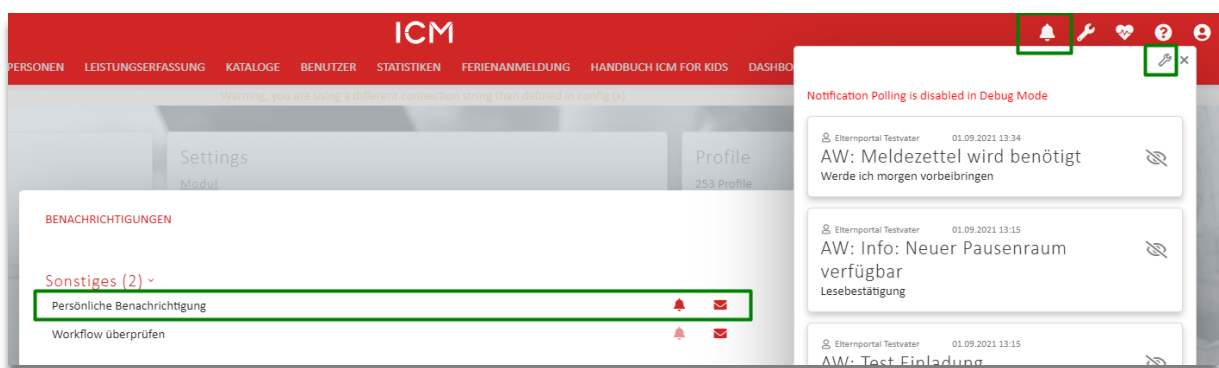 ICM
PERSONEN LEISTUNGSERFASSUNG KATALOGE BENUTZER STATISTIKEN FERIENANMELDUNG HANDBUCH ICM FOR KIDS DASHBO
Warning, you are using a different connection string than defined in config (x)
Settings
Modul
Profile
253 Profile
BENACHRICHTIGUNGEN
Sonstiges (2)
Persönliche Benachrichtigung
Workflow überprüfen
Notification Polling is disabled in Debug Mode
Elternportal Testvater 01.09.2021 13:34
AW: Meldezettel wird benötigt
Werde ich morgen vorbeibringen
Elternportal Testvater 01.09.2021 13:15
AW: Info: Neuer Pausenraum
verfügbar
Lesebestätigung
Elternportal Testvater 01.09.2021 13:15
AW: Test Einladung